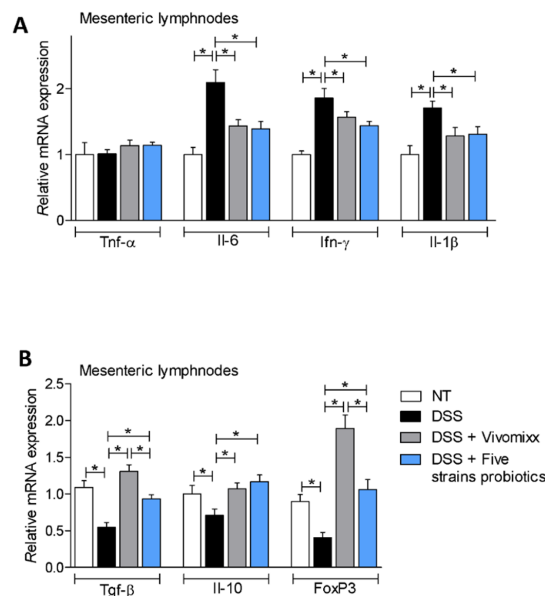 A
Mesenteric lymphnodes
Relative mRNA expression
2
1
0
* * *
* * *
* * *
Tnf-α Il-6 Ifn-γ Il-1β
B
Mesenteric lymphnodes
Relative mRNA expression
2.5
2.0
1.5
1.0
0.5
0.0
* * * *
* * *
* * * *
Tgf-β Il-10 FoxP3
NT
DSS
DSS + Vivomixx
DSS + Five
strains probiotics